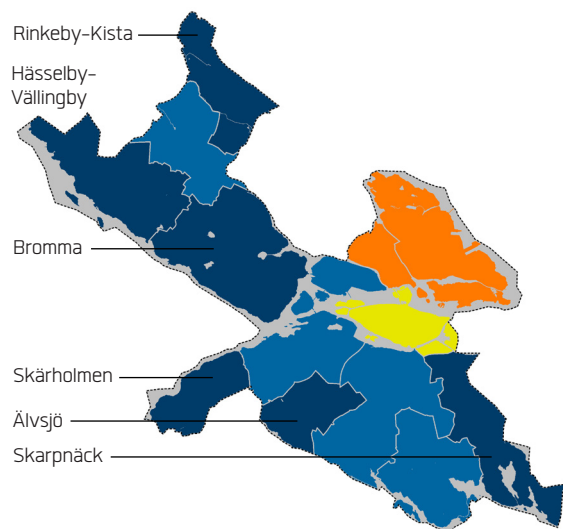 Rinkeby-Kista
Hässelby-
Vällingby
Bromma
Skärholmen
Älvsjö
Skarpnäck